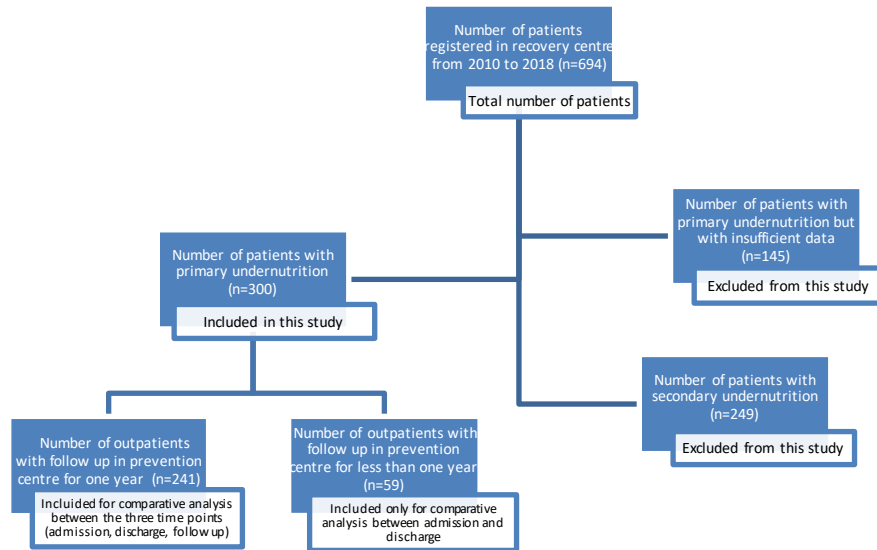 Number of patients
registered in recovery centre
from 2010 to 2018 (n=694)
Total number of patients
Number of patients with
primary undernutrition but
with insufficient data
(n=145)
Excluded from this study
Number of patients with
primary undernutrition
(n=300)
Included in this study
Number of patients with
secondary undernutrition
(n=249)
Excluded from this study
Number of outpatients
with follow up in prevention
centre for one year (n=241)
Incluided for comparative analysis
between the three time points
(admission, discharge, follow up)
Number of outpatients with
follow up in prevention
centre for less than one year
(n=59)
Included only for comparative
analysis between admission and
discharge